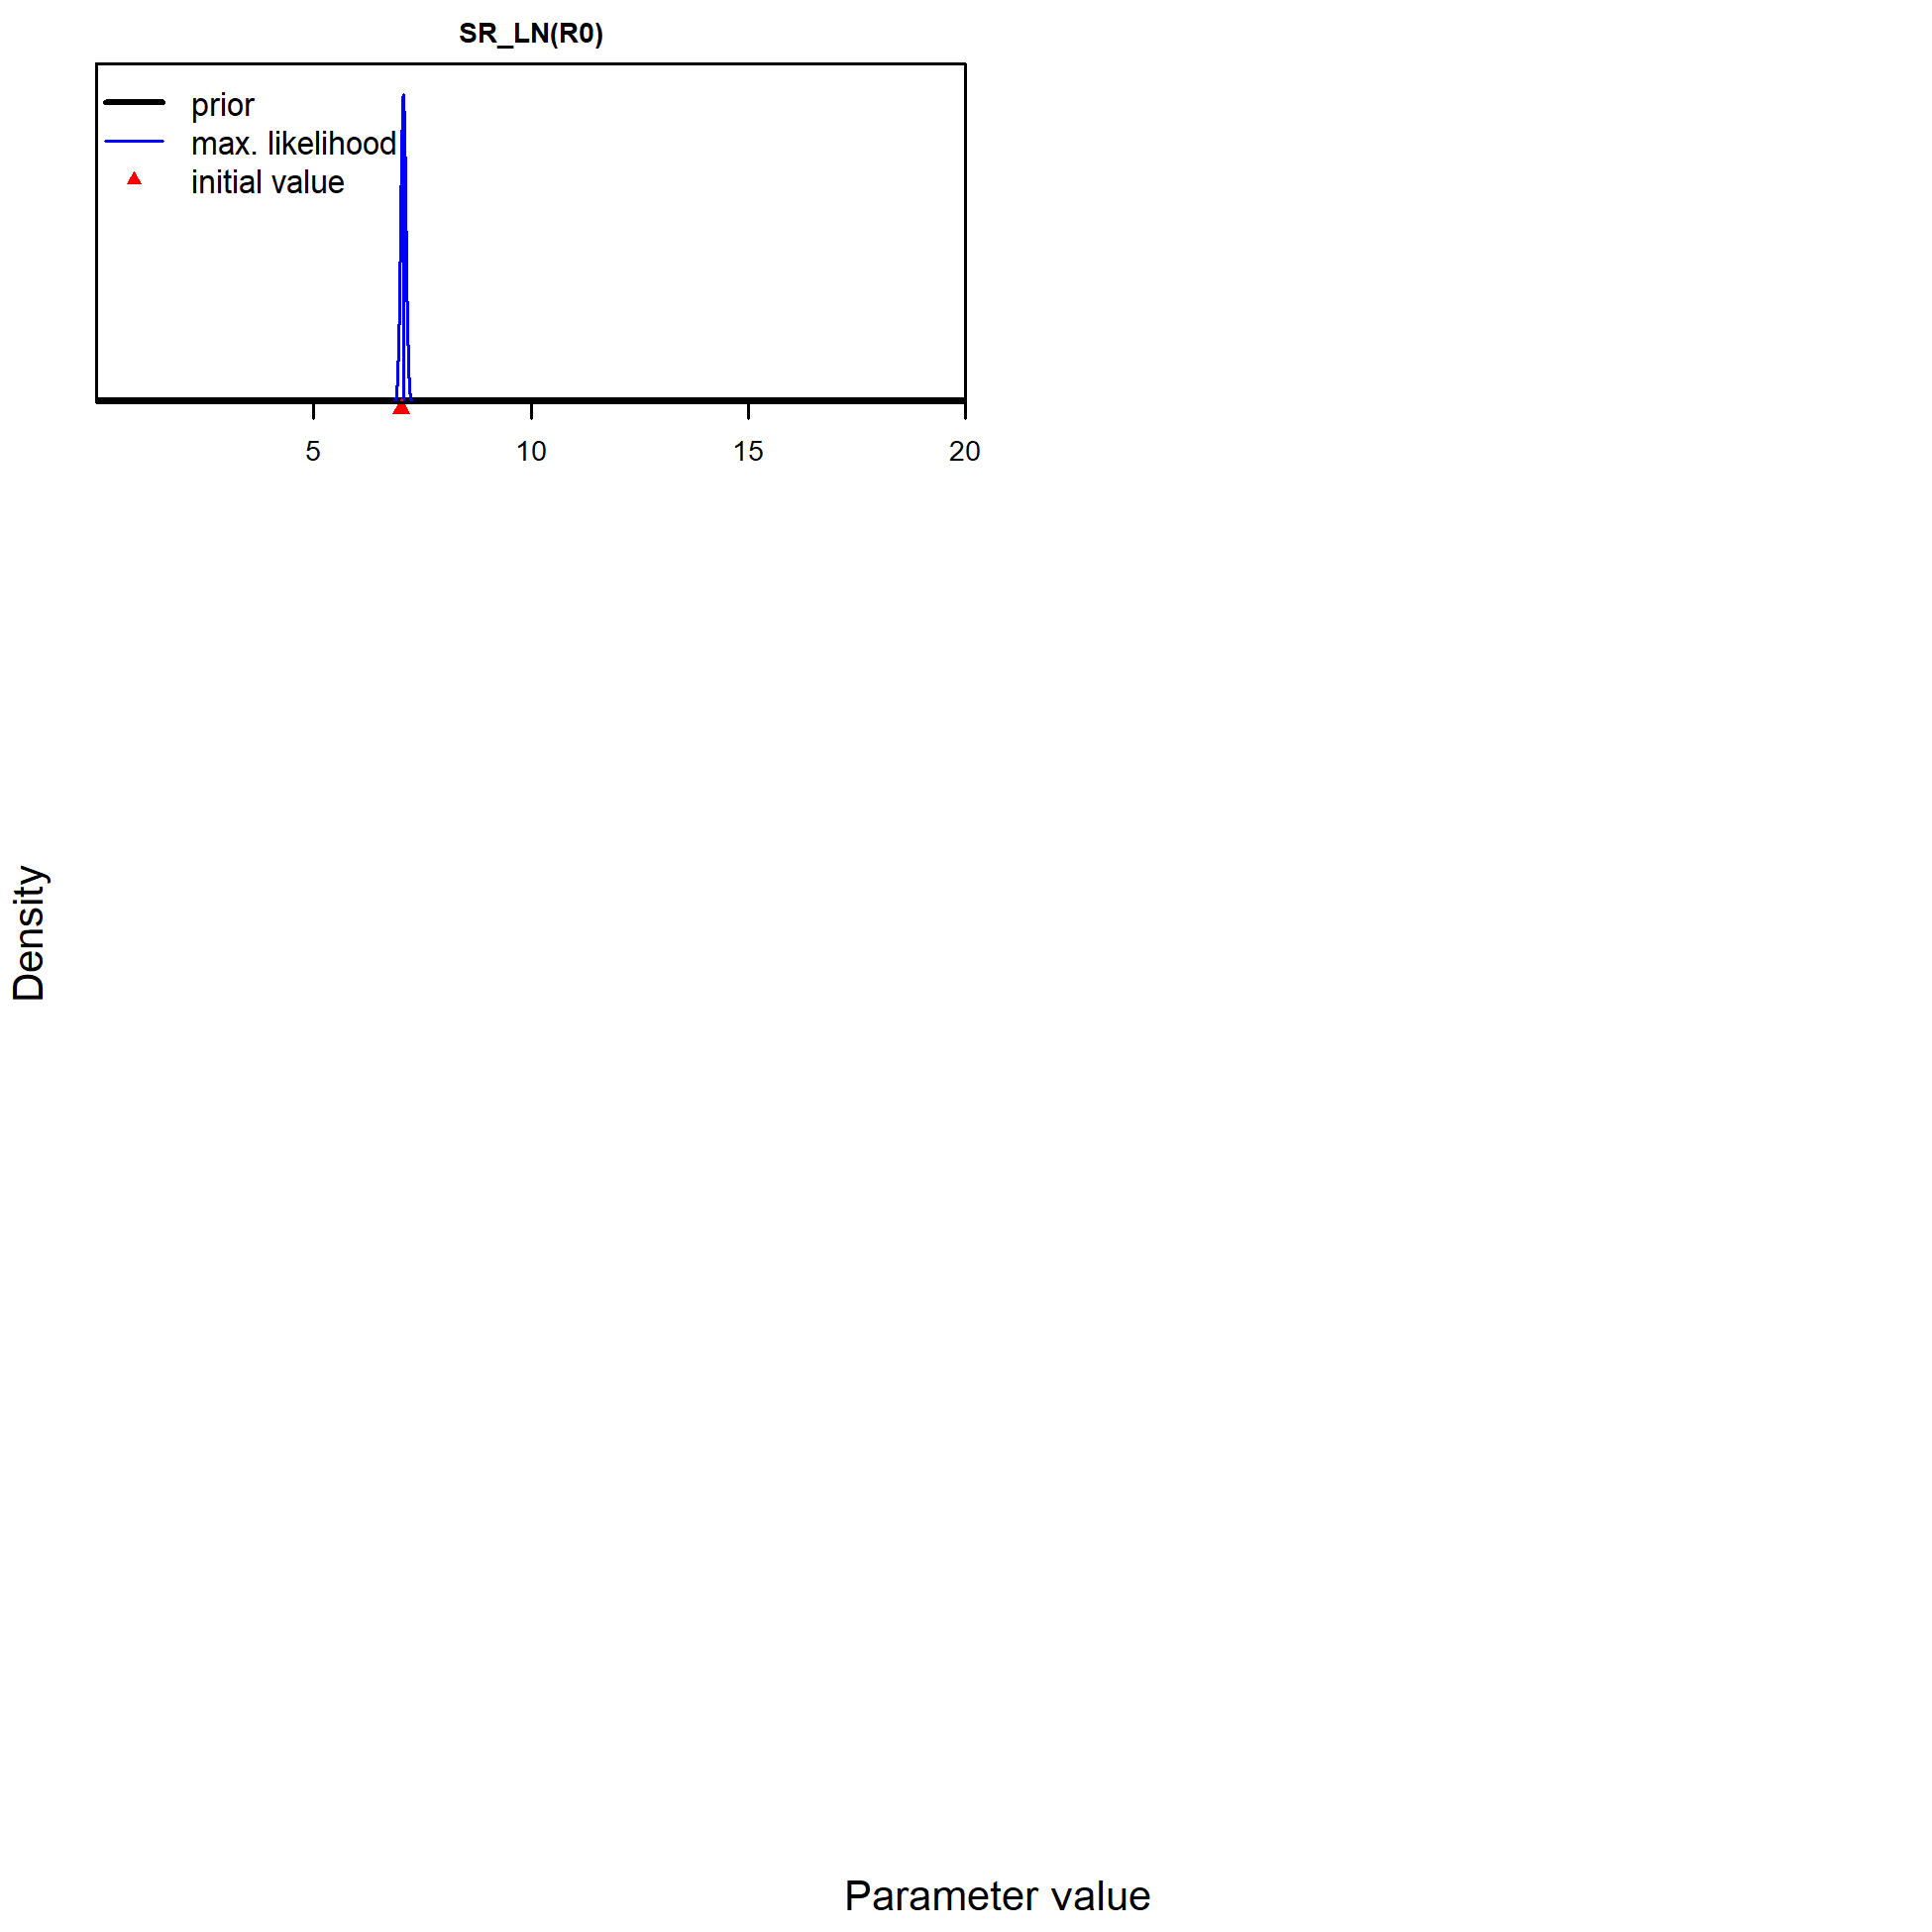 SR_LN(R0)
prior
max. likelihood
initial value
5 10 15 20
Density
Parameter value